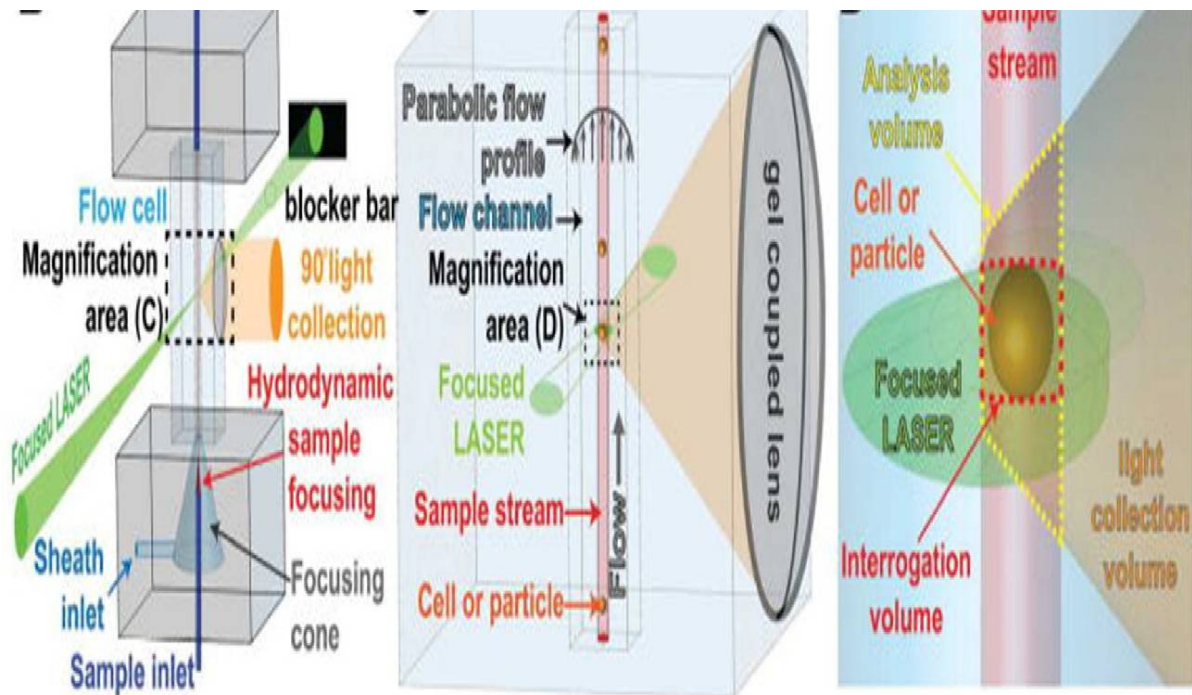 Flow cell
Magnification
area (C)
blocker bar
90°light
collection
Focused LASER
Hydrodynamic
sample
focusing
Sheath
inlet
Focusing
cone
Sample inlet
Parabolic flow
profile
Flow channel
Magnification
area (D)
Focused
LASER
Sample stream
Cell or particle
Flow
gel coupled lens
Sample
stream
Analysis
volume
Cell or
particle
Focused
LASER
Interrogation
volume
light
collection
volume